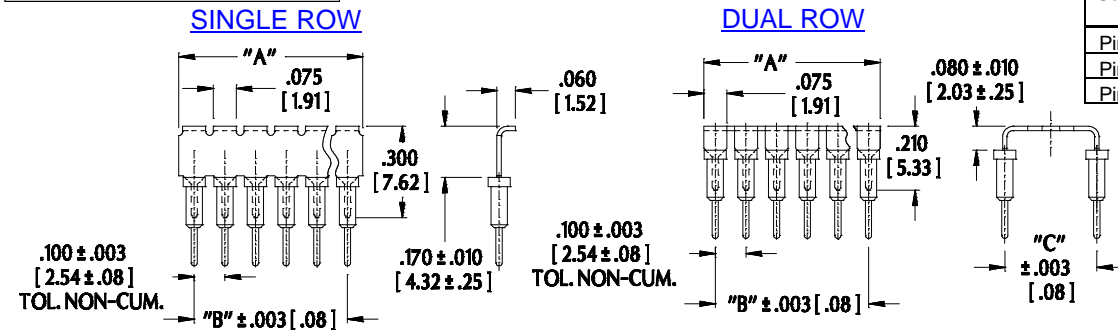 SINGLE ROW
"A"
.075
[1.91]
.060
[1.52]
.300
[7.62]
.100 ± .003
[2.54 ± .08]
TOL. NON-CUM.
.170 ± .010
[4.32 ± .25]
"B" ± .003 [.08]
DUAL ROW
"A"
.075
[1.91]
.080 ± .010
[2.03 ± .25]
.210
[5.33]
.100 ± .003
[2.54 ± .08]
TOL. NON-CUM.
"B" ± .003 [.08]
"C"
± .003
[.08]